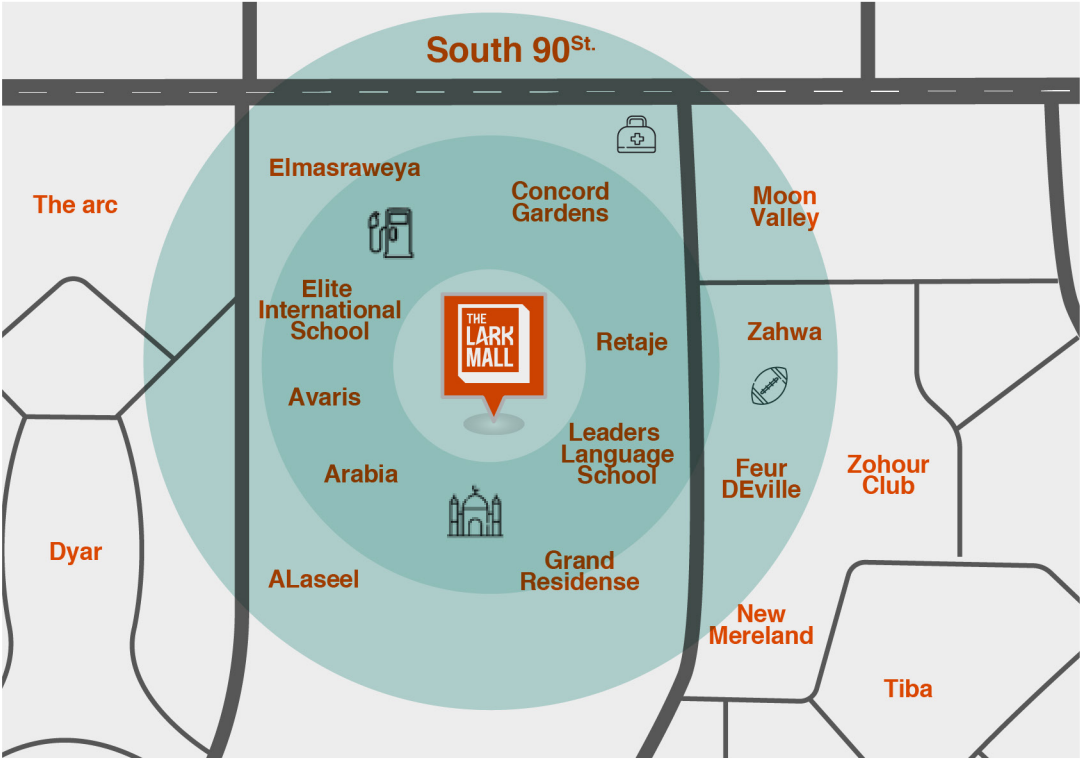 South 90St.
Elmasraweya
Concord
Gardens
The arc
Moon
Valley
Elite
International
School
THE
LARK
MALL
Retaje
Zahwa
Avaris
Leaders
Language
School
Arabia
Feur
DEville
Zohour
Club
Dyar
ALaseel
Grand
Residense
New
Mereland
Tiba